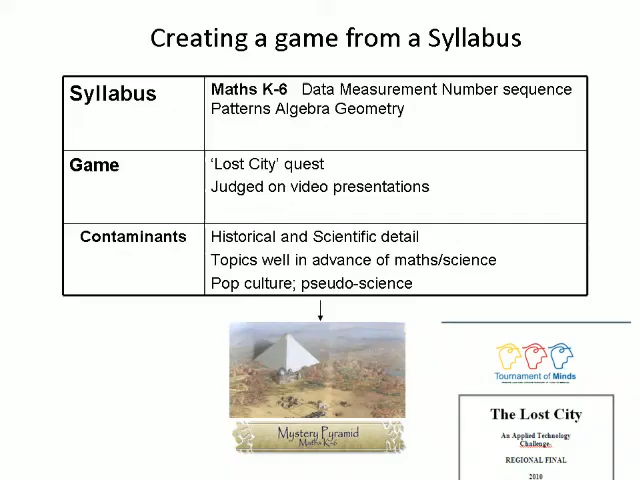 Creating a game from a Syllabus
Syllabus
Maths K-6 Data Measurement Number sequence
Patterns Algebra Geometry
Game
‘Lost City’ quest
Judged on video presentations
Contaminants
Historical and Scientific detail
Topics well in advance of maths/science
Pop culture; pseudo-science
Mystery Pyramid
Maths K-6
Tournament of Minds
The Lost City
An Applied Technology
Challenge.
REGIONAL FINAL
2010